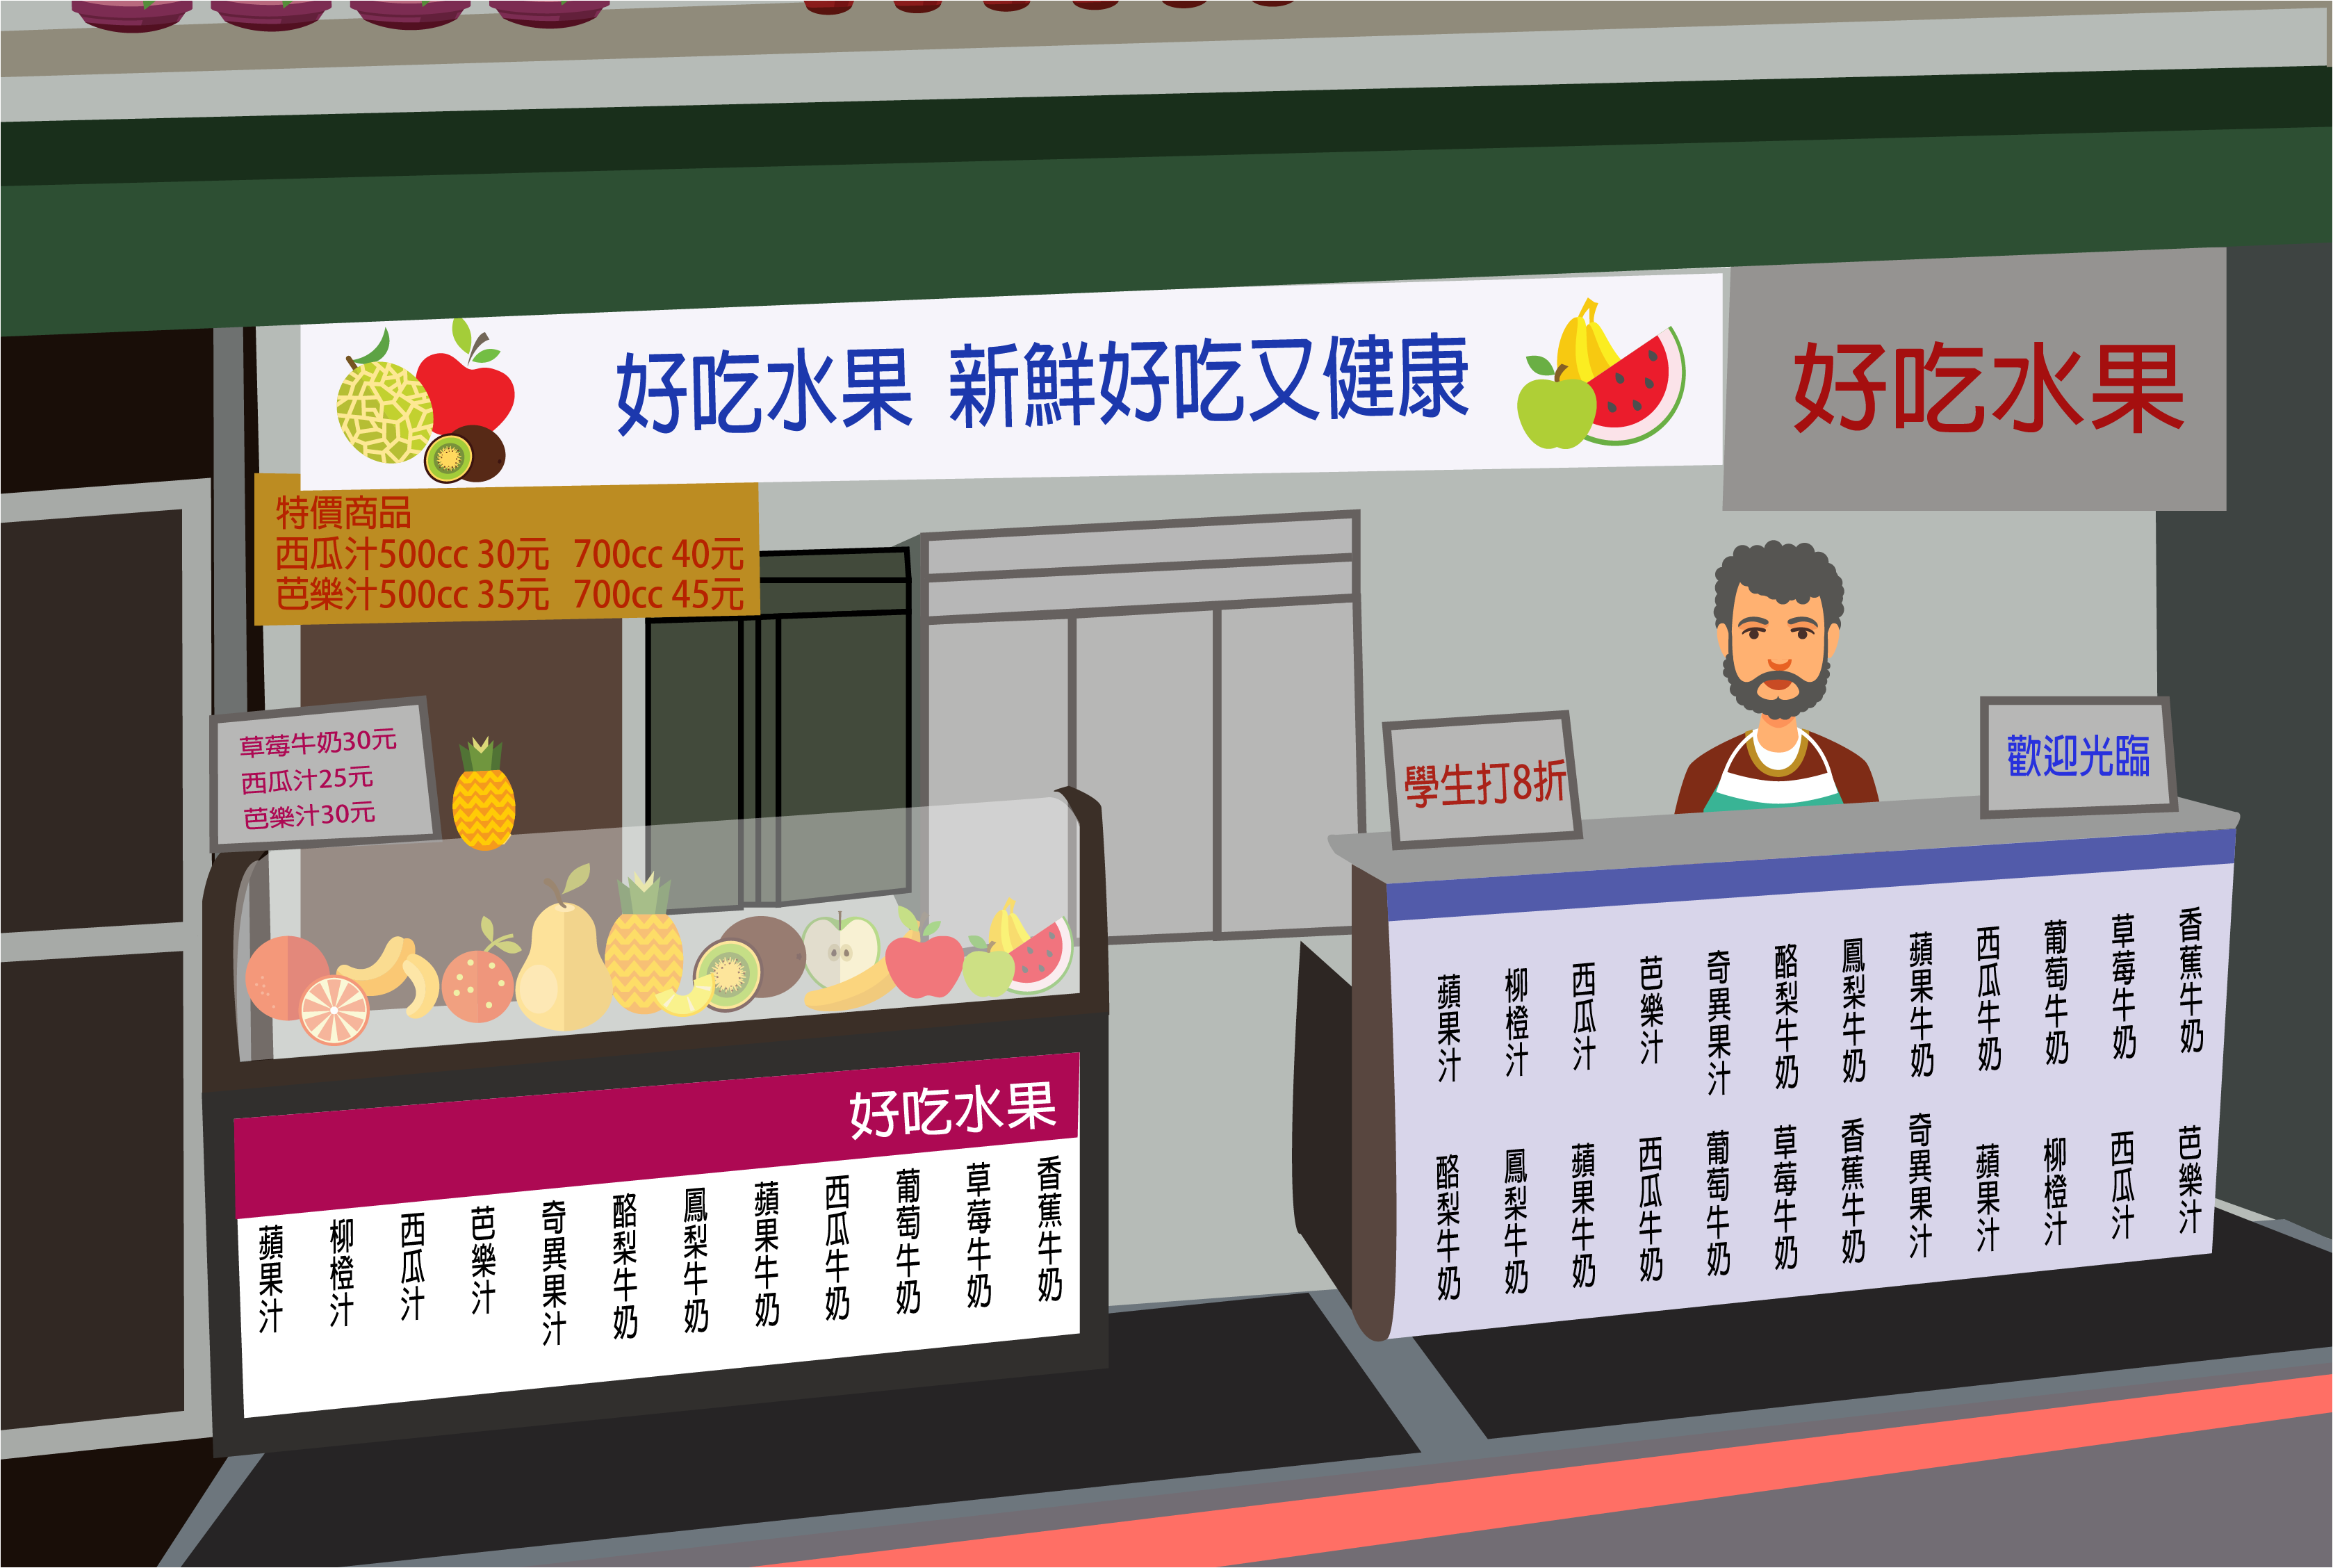 好吃水果 新鮮好吃又健康
好吃水果
特價商品
西瓜汁500cc 30元 700cc 40元
芭樂汁500cc 35元 700cc 45元
草莓牛奶30元
西瓜汁25元
芭樂汁30元
學生打8折
歡迎光臨
好吃水果
蘋果汁
柳橙汁
西瓜汁
芭樂汁
奇異果汁
酪梨牛奶
鳳梨牛奶
蘋果牛奶
西瓜牛奶
葡萄牛奶
草莓牛奶
香蕉牛奶
蘋果汁
柳橙汁
西瓜汁
芭樂汁
奇異果汁
酪梨牛奶
鳳梨牛奶
蘋果牛奶
西瓜牛奶
葡萄牛奶
草莓牛奶
香蕉牛奶
酪梨牛奶
鳳梨牛奶
蘋果牛奶
西瓜牛奶
葡萄牛奶
草莓牛奶
香蕉牛奶
奇異果汁
蘋果汁
柳橙汁
西瓜汁
芭樂汁